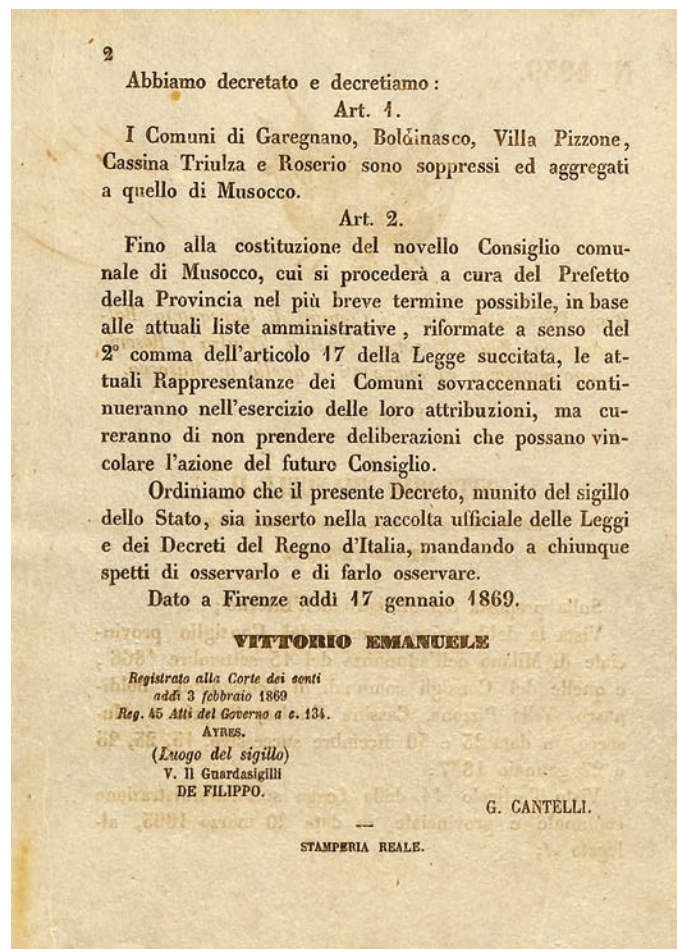 2
Abbiamo decretato e decretiamo :
Art. 1.
I Comuni di Garegnano, Boldinasco, Villa Pizzone,
Cassina Triulza e Roserio sono soppressi ed aggregati
a quello di Musocco.
Art. 2.
Fino alla costituzione del novello Consiglio comu-
nale di Musocco, cui si procederà a cura del Prefetto
della Provincia nel più breve termine possibile, in base
alle attuali liste amministrative , riformate a senso del
2° comma dell'articolo 17 della Legge succitata, le at-
tuali Rappresentanze dei Comuni sovraccennati conti-
nueranno nell'esercizio delle loro attribuzioni, ma cu-
reranno di non prendere deliberazioni che possano vin-
colare l'azione del futuro Consiglio.
Ordiniamo che il presente Decreto, munito del sigillo
dello Stato, sia inserto nella raccolta ufficiale delle Leggi
e dei Decreti del Regno d'Italia, mandando a chiunque
spetti di osservarlo e di farlo osservare.
Dato a Firenze addì 17 gennaio 1869.
VITTORIO EMANUELE
Registrato alla Corte dei conti
addì 3 febbraio 1869
Reg. 45 Atti del Governo a c. 134.
AYRES.
(Luogo del sigillo)
V. Il Guardasigilli
DE FILIPPO.
G. CANTELLI.
STAMPERIA REALE.